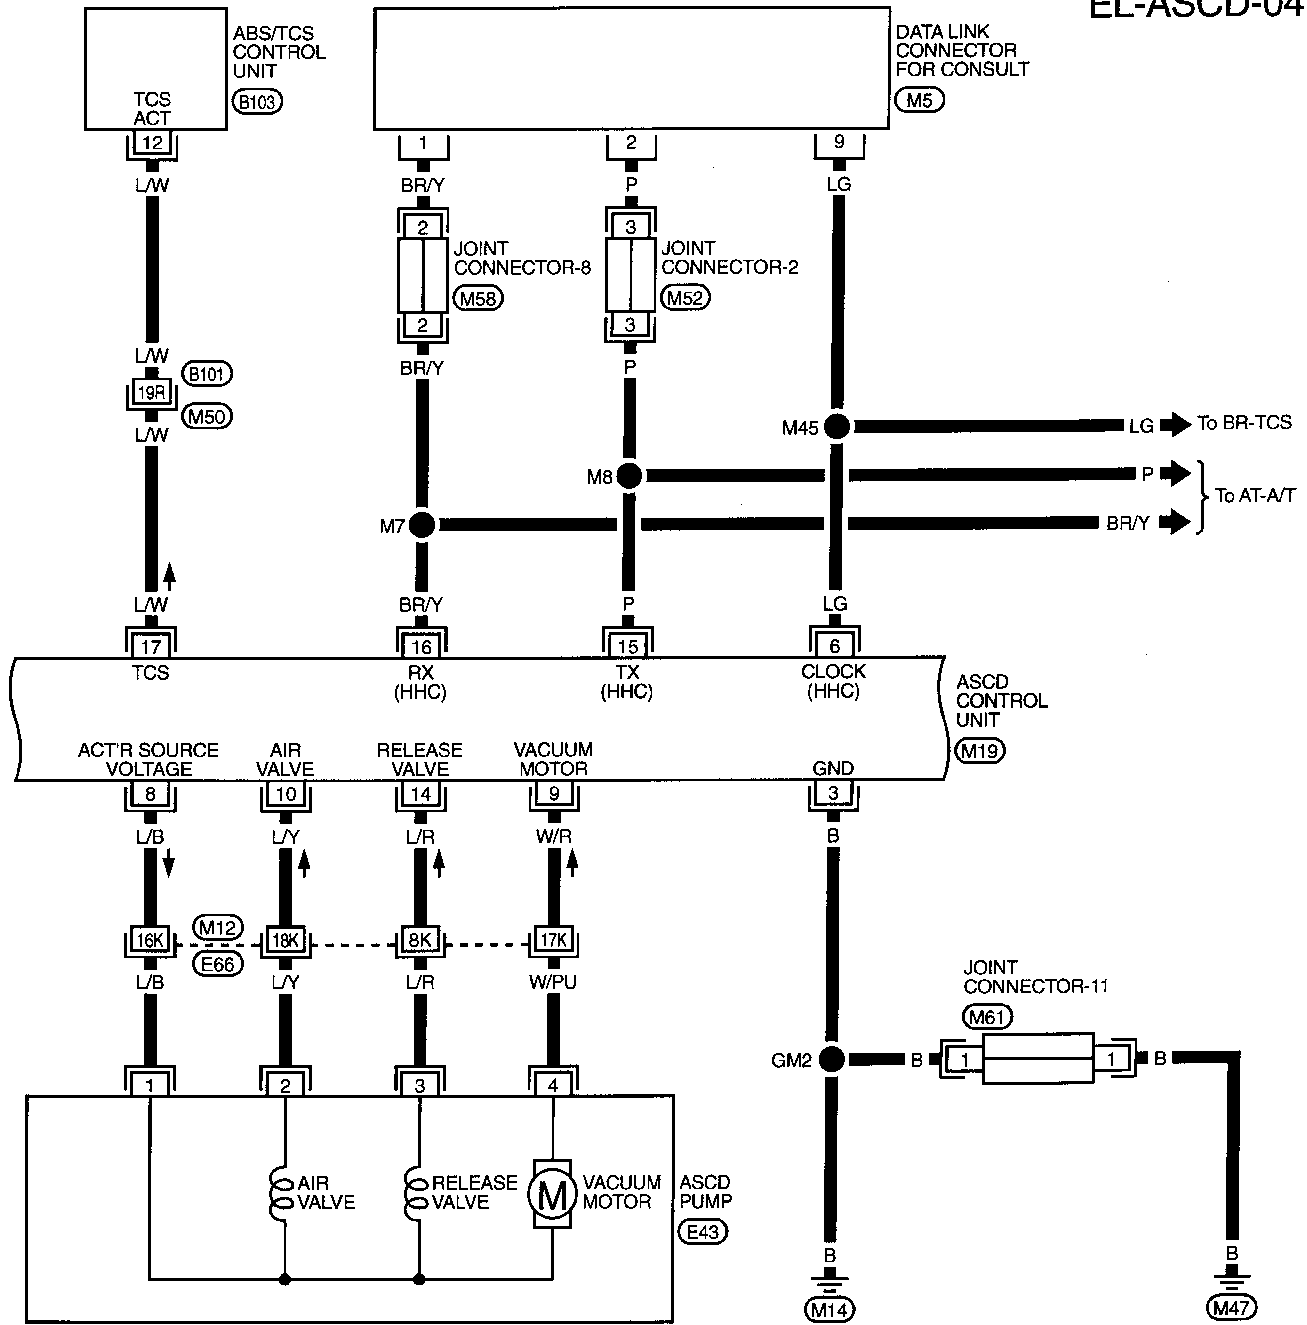 EL-ASCD-04
ABS/TCS
CONTROL
UNIT
B103
TCS
ACT
12
DATA LINK
CONNECTOR
FOR CONSULT
M5
1
2
9
L/W
BR/Y
P
LG
2
3
JOINT
CONNECTOR-8
M58
JOINT
CONNECTOR-2
M52
2
3
L/W
BR/Y
P
B101
19R
M50
L/W
M45
LG
To BR-TCS
M8
P
To AT-A/T
M7
BR/Y
L/W
BR/Y
P
LG
17
16
15
6
TCS
RX
(HHC)
TX
(HHC)
CLOCK
(HHC)
ASCD
CONTROL
UNIT
M19
ACT'R SOURCE
VOLTAGE
AIR
VALVE
RELEASE
VALVE
VACUUM
MOTOR
GND
8
10
14
9
3
L/B
L/Y
L/R
W/R
B
M12
16K
18K
8K
17K
E66
L/B
L/Y
L/R
W/PU
JOINT
CONNECTOR-11
M61
GM2
B
1
1
B
1
2
3
4
AIR
VALVE
RELEASE
VALVE
M
VACUUM
MOTOR
ASCD
PUMP
E43
B
B
M14
M47